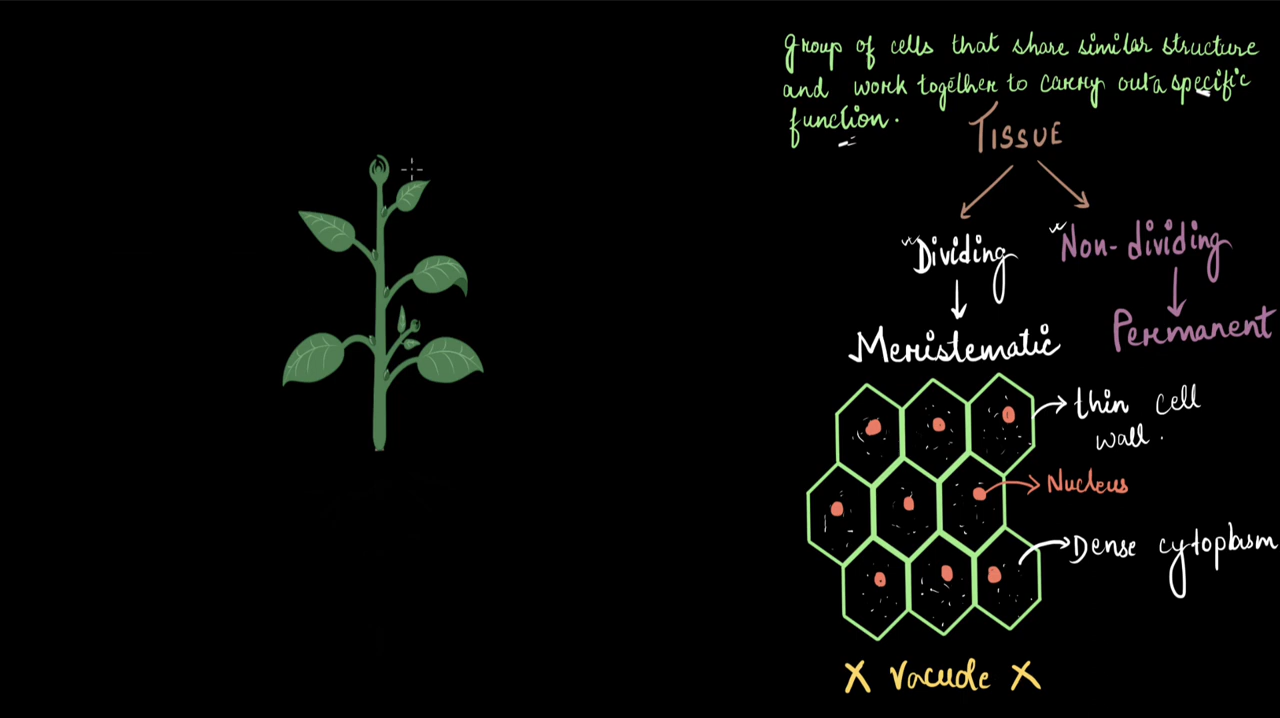 Group of cells that share similar structure
and work together to carry out a specific
function.
TISSUE
"Dividing
"Non-dividing
Meristematic
Permanent
thin cell
wall.
Nucleus
Dense cytoplasm
X Vacuole X